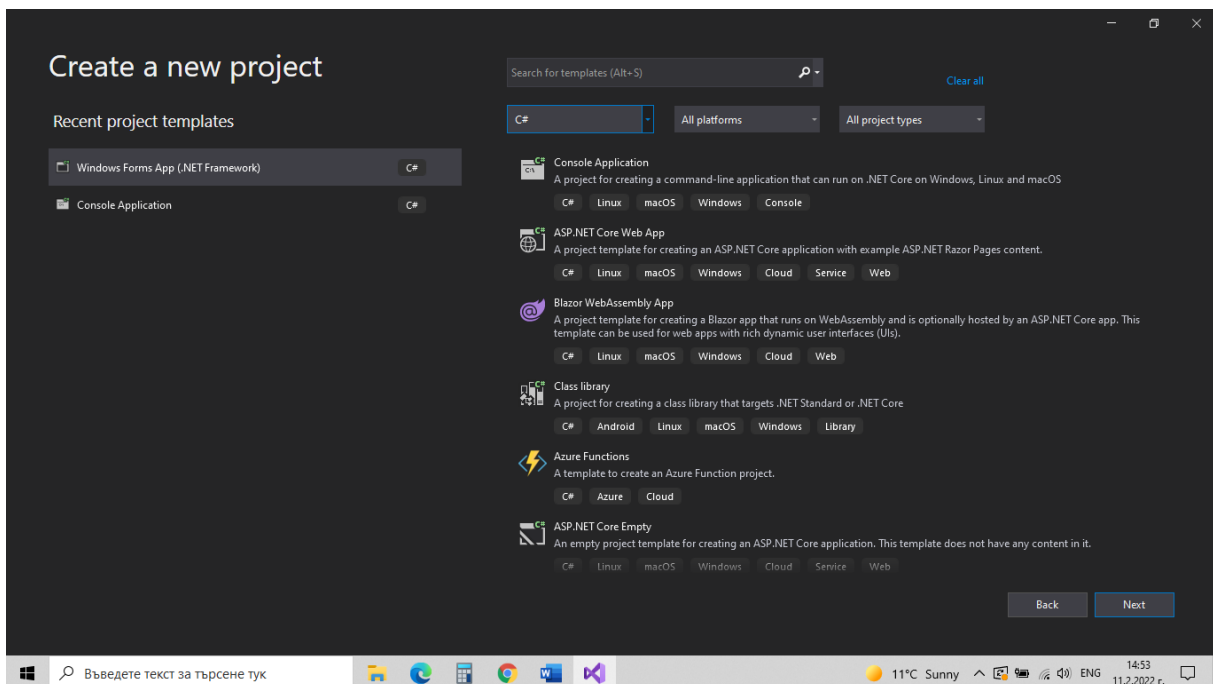 Create a new project
Recent project templates
Windows Forms App (.NET Framework) C#
Console Application C#
Search for templates (Alt+S)
Clear all
C# All platforms All project types
Console Application
A project for creating a command-line application that can run on .NET Core on Windows, Linux and macOS
C# Linux macOS Windows Console
ASP.NET Core Web App
A project template for creating an ASP.NET Core application with example ASP.NET Razor Pages content.
C# Linux macOS Windows Cloud Service Web
Blazor WebAssembly App
A project template for creating a Blazor app that runs on WebAssembly and is optionally hosted by an ASP.NET Core app. This
template can be used for web apps with rich dynamic user interfaces (UIs).
C# Linux macOS Windows Cloud Web
Class library
A project for creating a class library that targets .NET Standard or .NET Core
C# Android Linux macOS Windows Library
Azure Functions
A template to create an Azure Function project.
C# Azure Cloud
ASP.NET Core Empty
An empty project template for creating an ASP.NET Core application. This template does not have any content in it.
C# Linux macOS Windows Cloud Service Web
Back Next
Въведете текст за търсене тук
11°C Sunny ENG 14:53
11.2.2022 г.